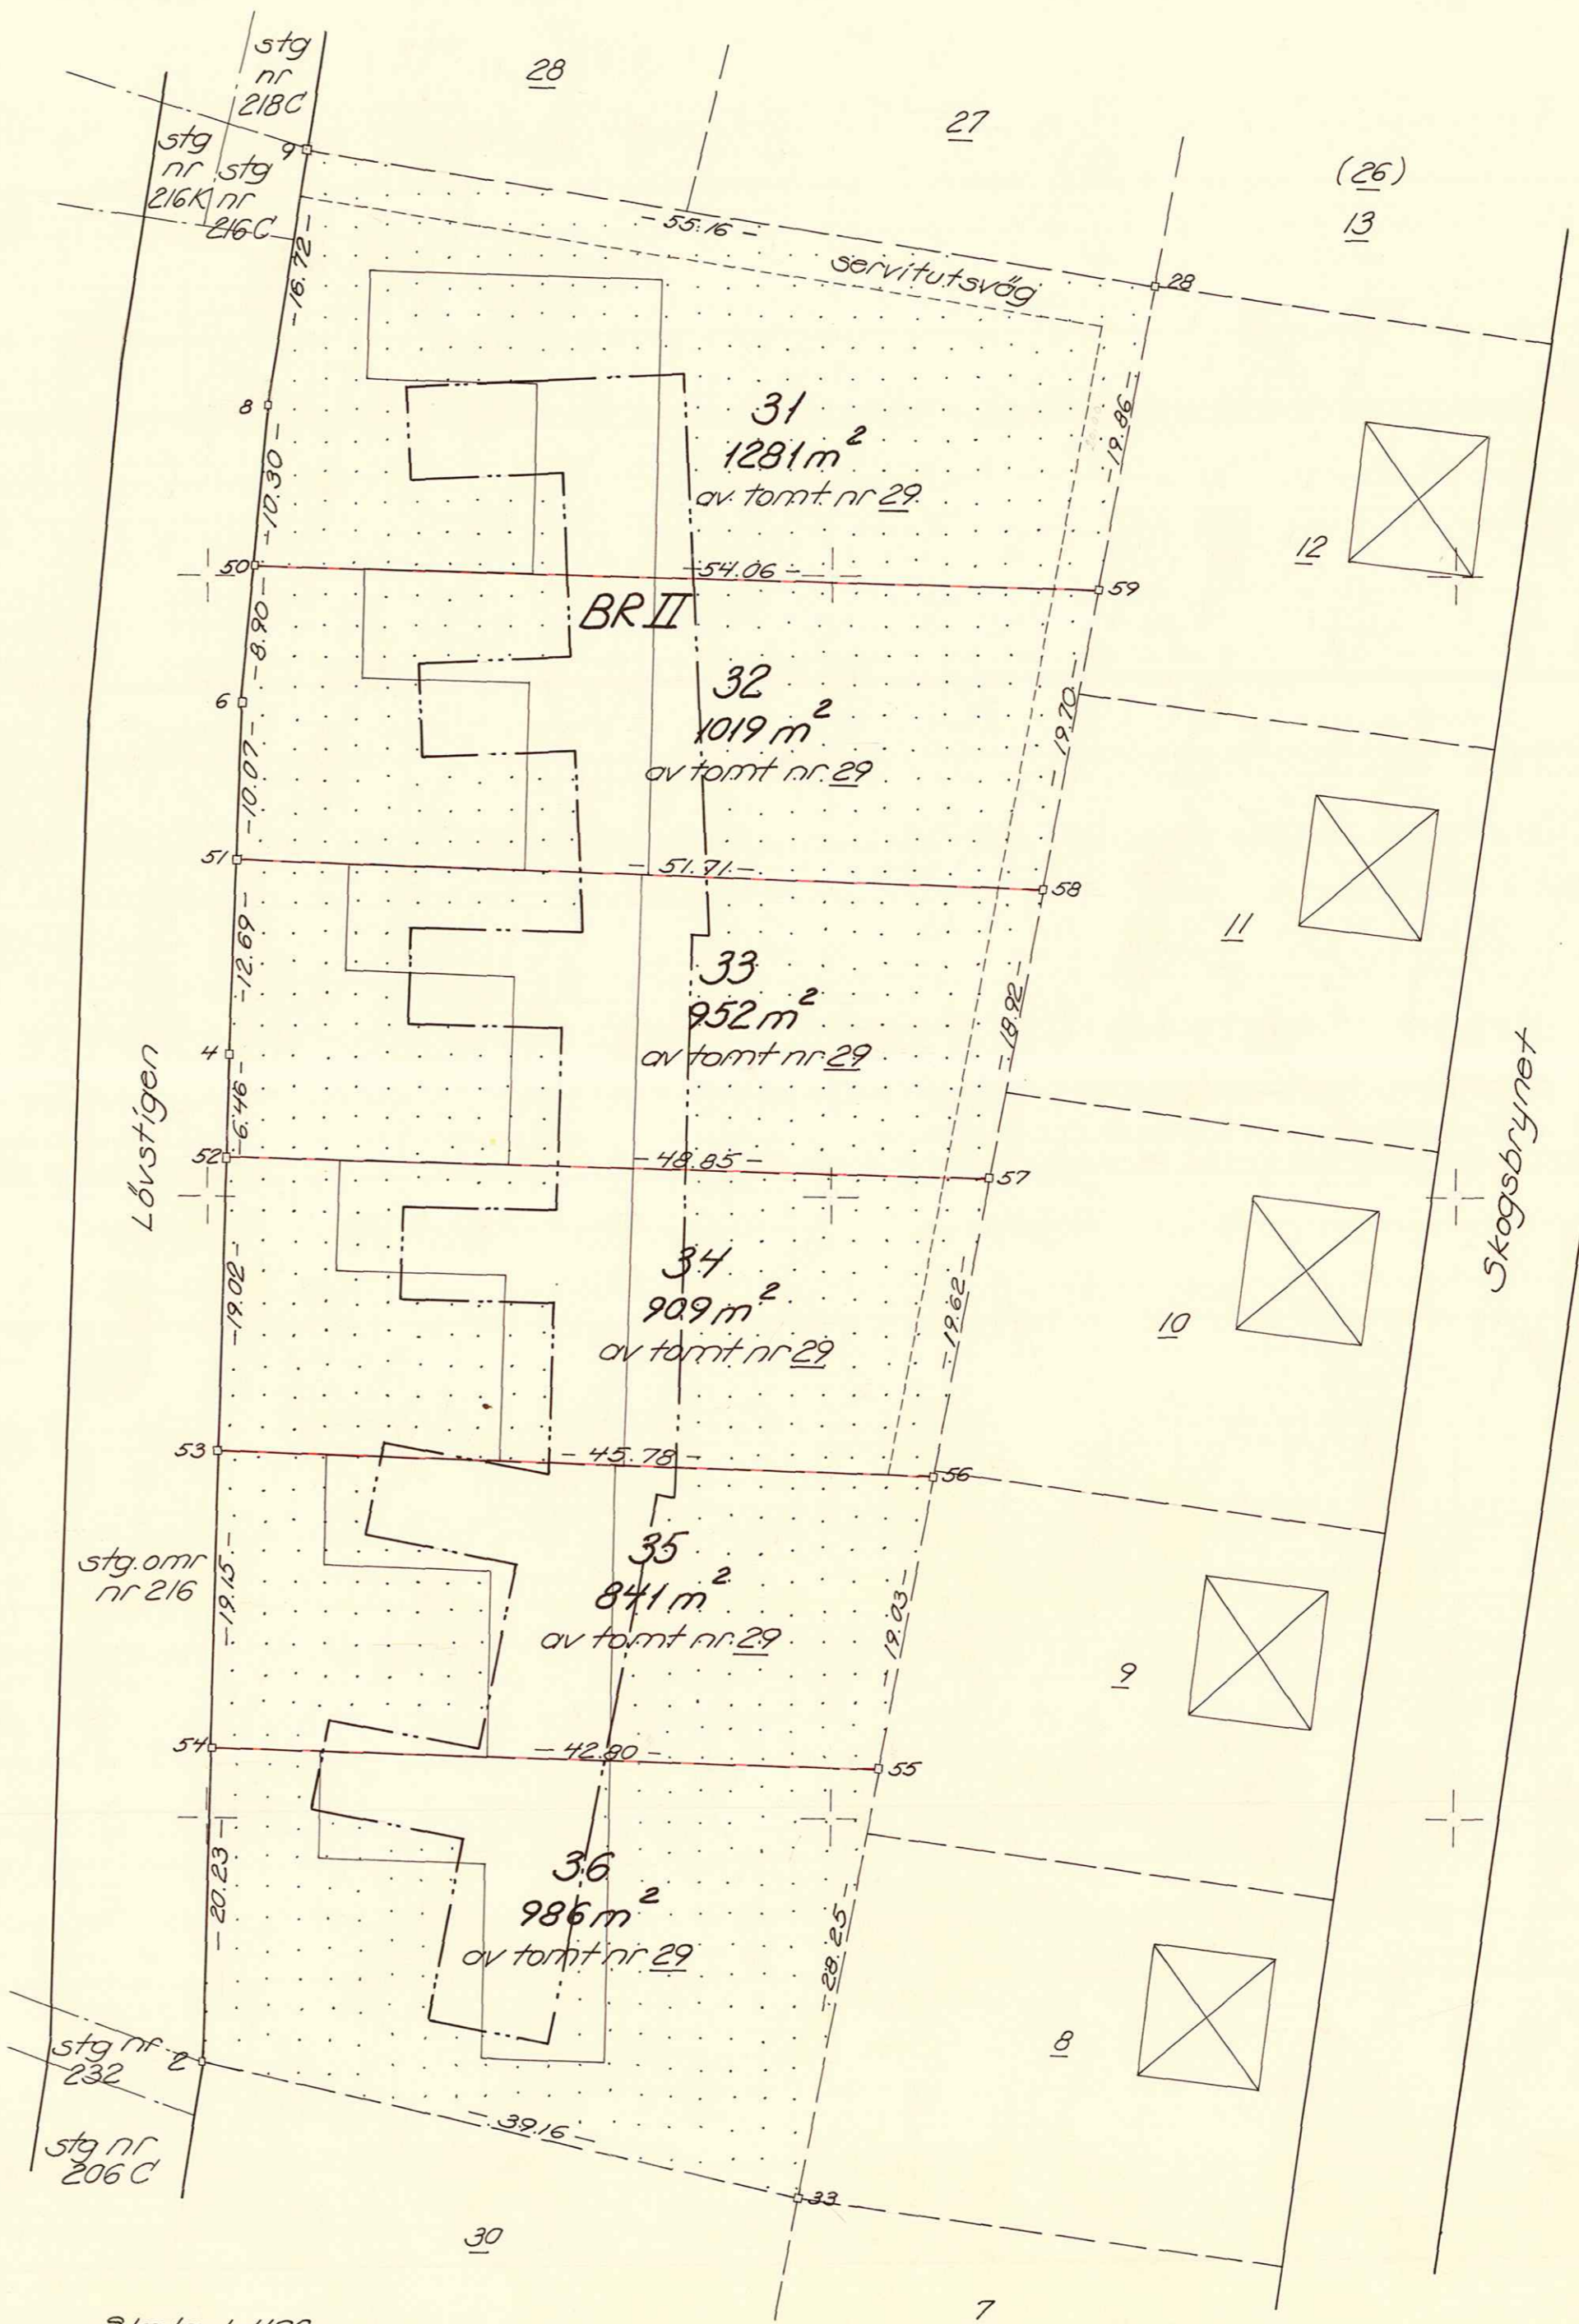 stg
nr
218C
28
27
(26)
13
stg
nr
216K
stg
nr
216C
9
-55.16-
servitutsväg
28
-16.72-
8
-10.30-
31
1281 m²
av tomt nr 29
-19.86-
12
50
-54.06-
59
BR II
-8.90-
6
32
1019 m²
av tomt nr 29
-19.70-
-10.07-
51
-51.71-
58
11
-12.69-
33
952 m²
av tomt nr 29
-18.92-
4
-6.46-
Lövstigen
Skogsbrynet
52
-48.85-
57
-19.02-
34
909 m²
av tomt nr 29
-19.62-
10
53
-45.78-
56
stg. omr
nr 216
-19.15-
35
841 m²
av tomt nr 29
-19.03-
9
54
-42.80-
55
-20.23-
36
986 m²
av tomt nr 29
-28.25-
8
stg nr
232
2
-39.16-
stg nr
206 C
33
30
7